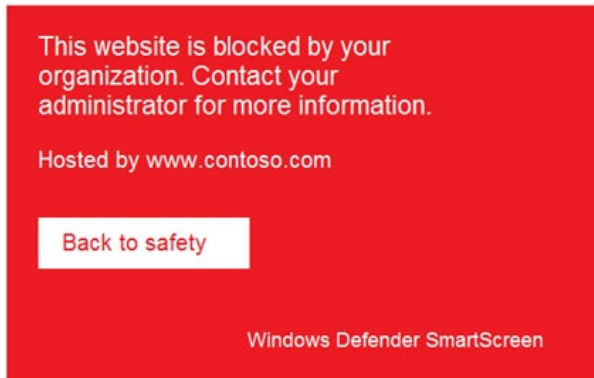 This website is blocked by your
organization. Contact your
administrator for more information.
Hosted by www.contoso.com
Back to safety
Windows Defender SmartScreen